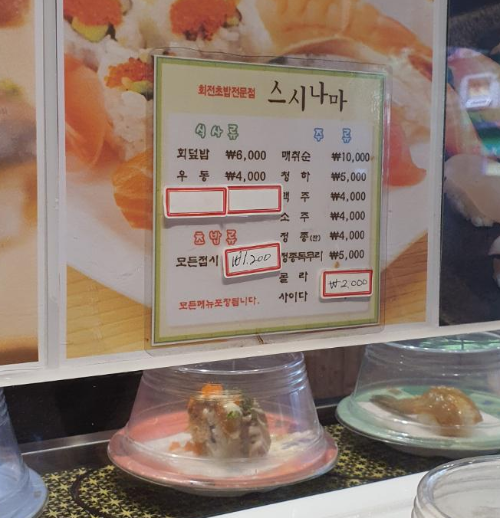 회전초밥전문점 스시나마
식사류
회덮밥 ₩6,000
우동 ₩4,000
초밥류
모든접시 ₩1,200
모든메뉴포장됩니다.
주류
매취순 ₩10,000
청하 ₩5,000
맥주 ₩4,000
소주 ₩4,000
정종(잔) ₩4,000
정종도쿠리 ₩5,000
콜라
사이다 ₩2,000